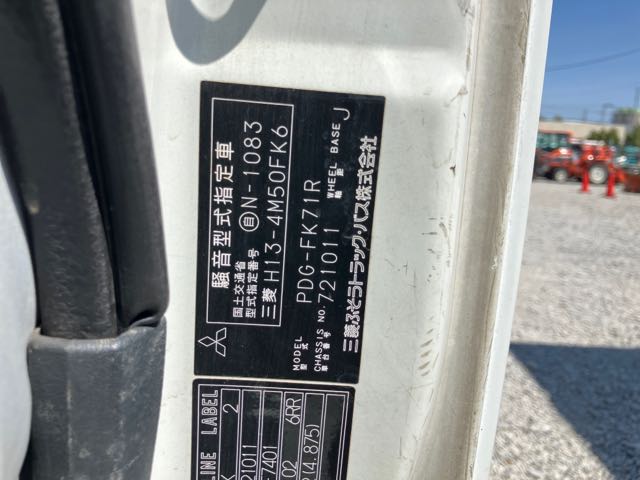 騒音型式指定車
国土交通省
型式指定番号 自 N-1083
三菱 H13-4M50FK6
MODEL
型式 PDG-FK71R
CHASSIS NO. 721011 WHEEL BASE J
車台番号 軸距
三菱ふそうトラック・バス株式会社
LINE LABEL
K 2
21011
-7401
L02 6RR
2(4.875)